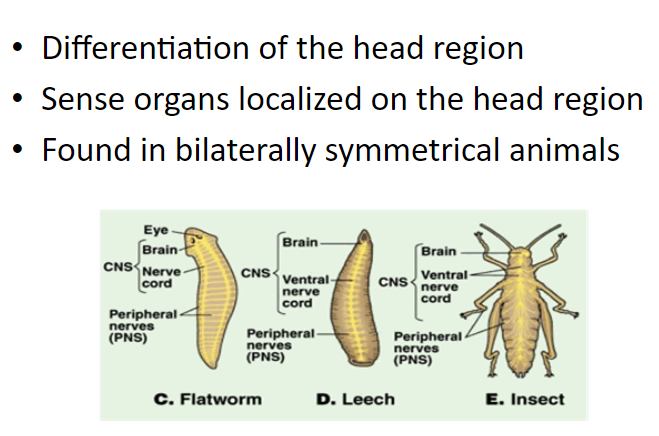 • Differentiation of the head region
• Sense organs localized on the head region
• Found in bilaterally symmetrical animals
Eye
Brain
CNS
Nerve
cord
Peripheral
nerves
(PNS)
C. Flatworm
Brain
CNS
Ventral
nerve
cord
Peripheral
nerves
(PNS)
D. Leech
Brain
CNS
Ventral
nerve
cord
Peripheral
nerves
(PNS)
E. Insect